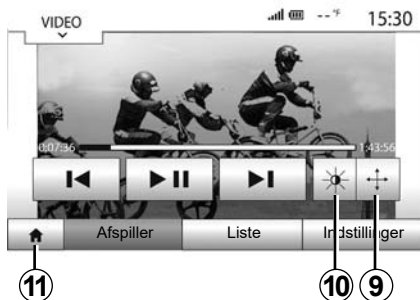 VIDEO
--°F
15:30
0:07:36
1:43:56
Afspiller
Liste
Indstillinger
11
10
9